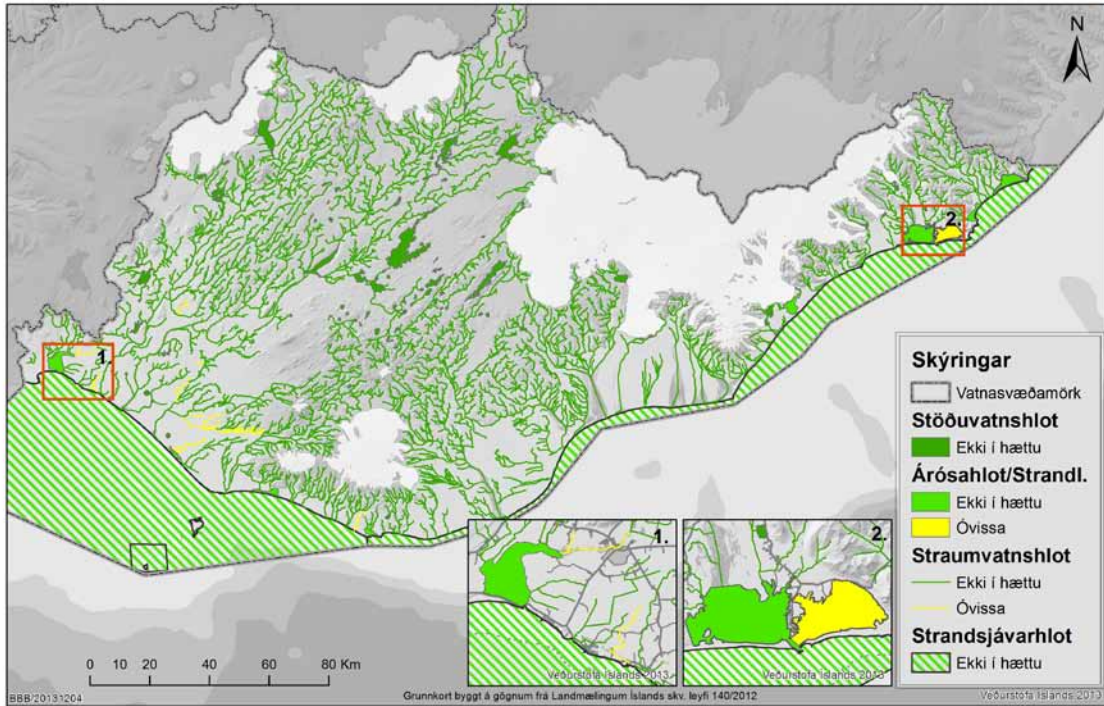 N
1.
2.
Skýringar
Vatnasvæðamörk
Stöðuvatnshlot
Ekki í hættu
Árósahlot/Strandl.
Ekki í hættu
Óvissa
Straumvatnshlot
Ekki í hættu
Óvissa
Strandsjávarhlot
Ekki í hættu
1.
Veðurstofa Íslands 2013
2.
Veðurstofa Íslands 2013
0 10 20 40 60 80 Km
BBB/20131204
Grunnkort byggt á gögnum frá Landmælingum Íslands skv. leyfi 140/2012
Veðurstofa Íslands 2013